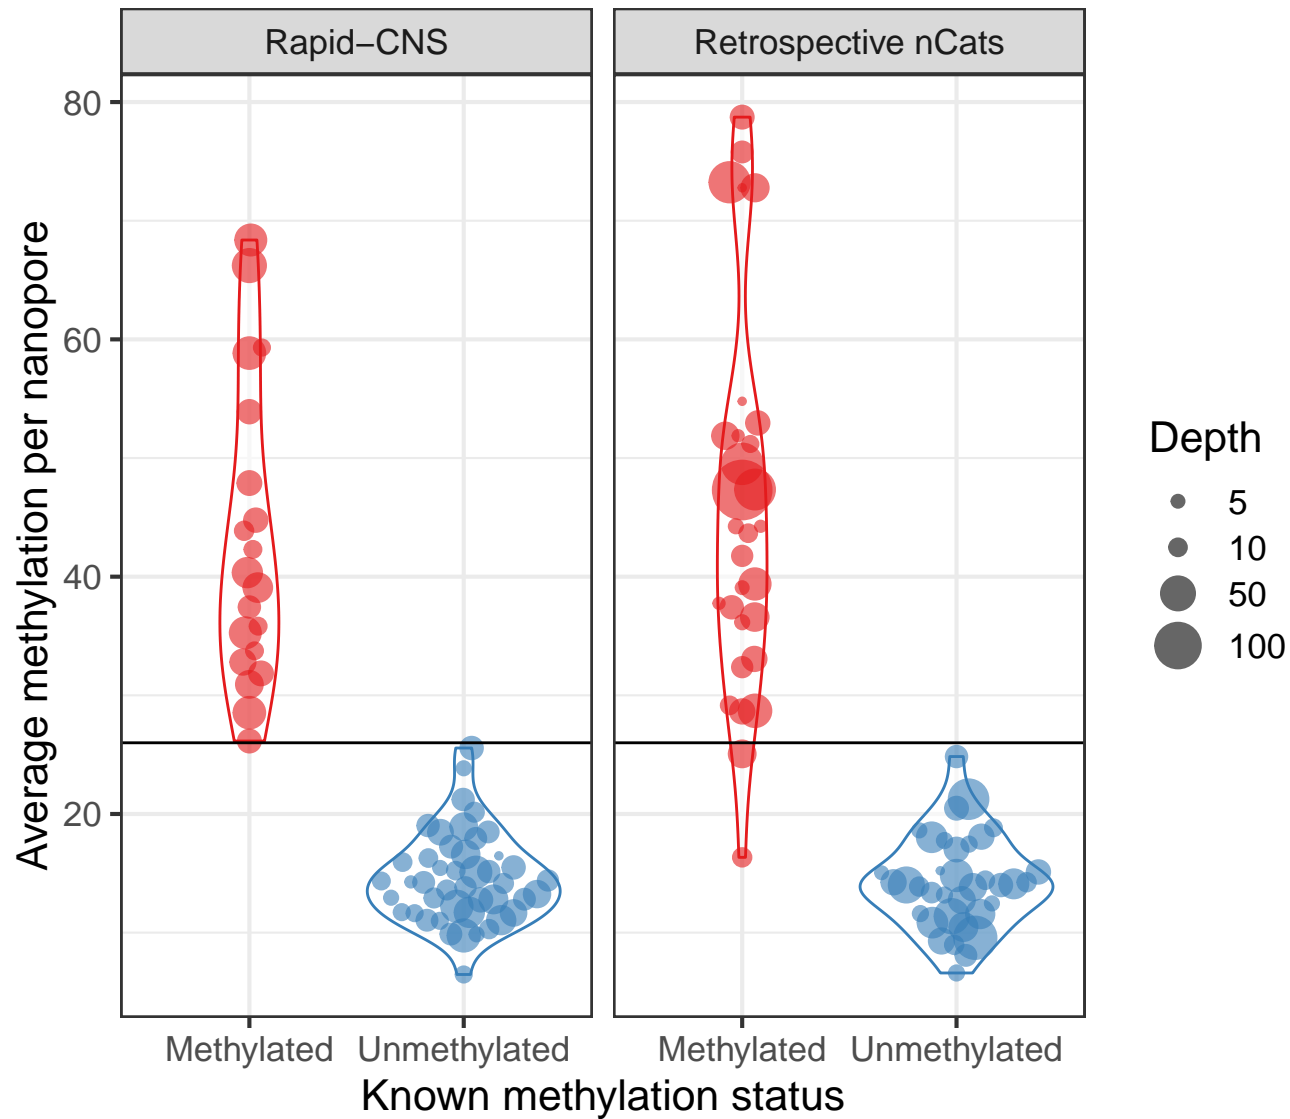 Rapid−CNS
Retrospective nCats
Average methylation per nanopore
80
60
40
20
Methylated
Unmethylated
Methylated
Unmethylated
Known methylation status
Depth
5
10
50
100